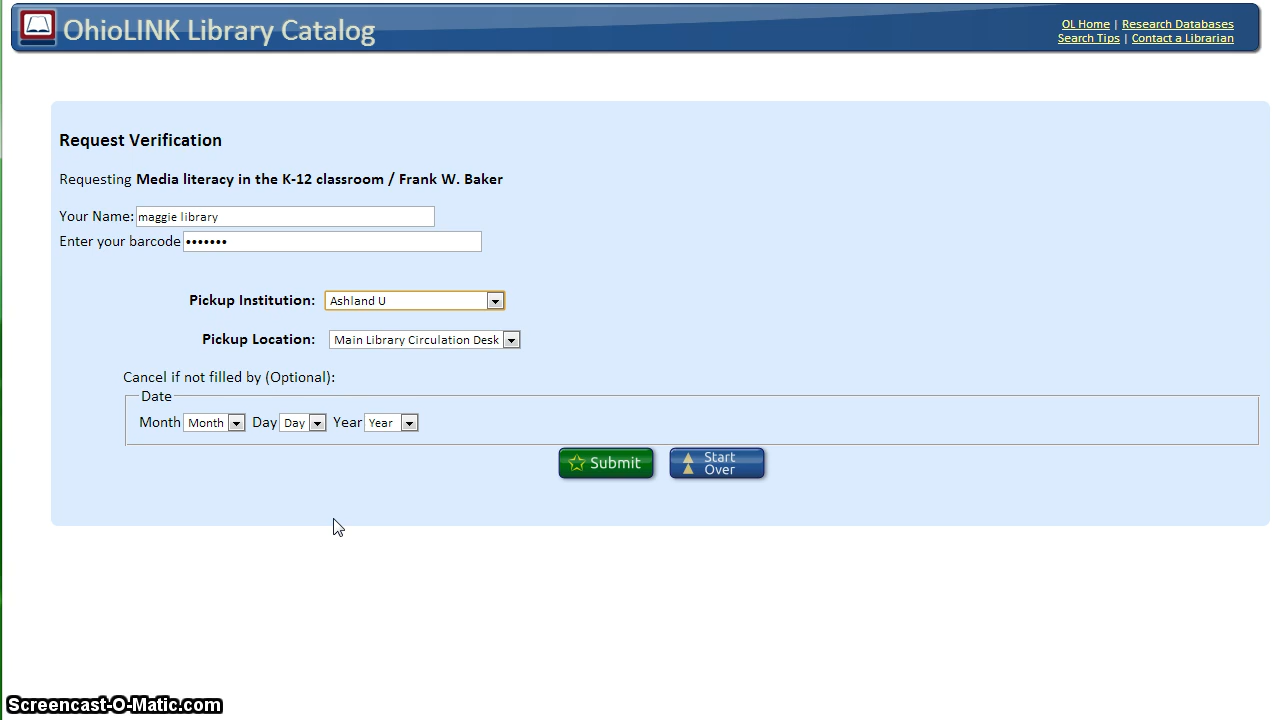 OhioLINK Library Catalog
OL Home | Research Databases
Search Tips | Contact a Librarian
Request Verification
Requesting Media literacy in the K-12 classroom / Frank W. Baker
Your Name: maggie library
Enter your barcode •••••••
Pickup Institution: Ashland U
Pickup Location: Main Library Circulation Desk
Cancel if not filled by (Optional):
Date
Month Month Day Day Year Year
Submit
Start
Over
Screencast-O-Matic.com